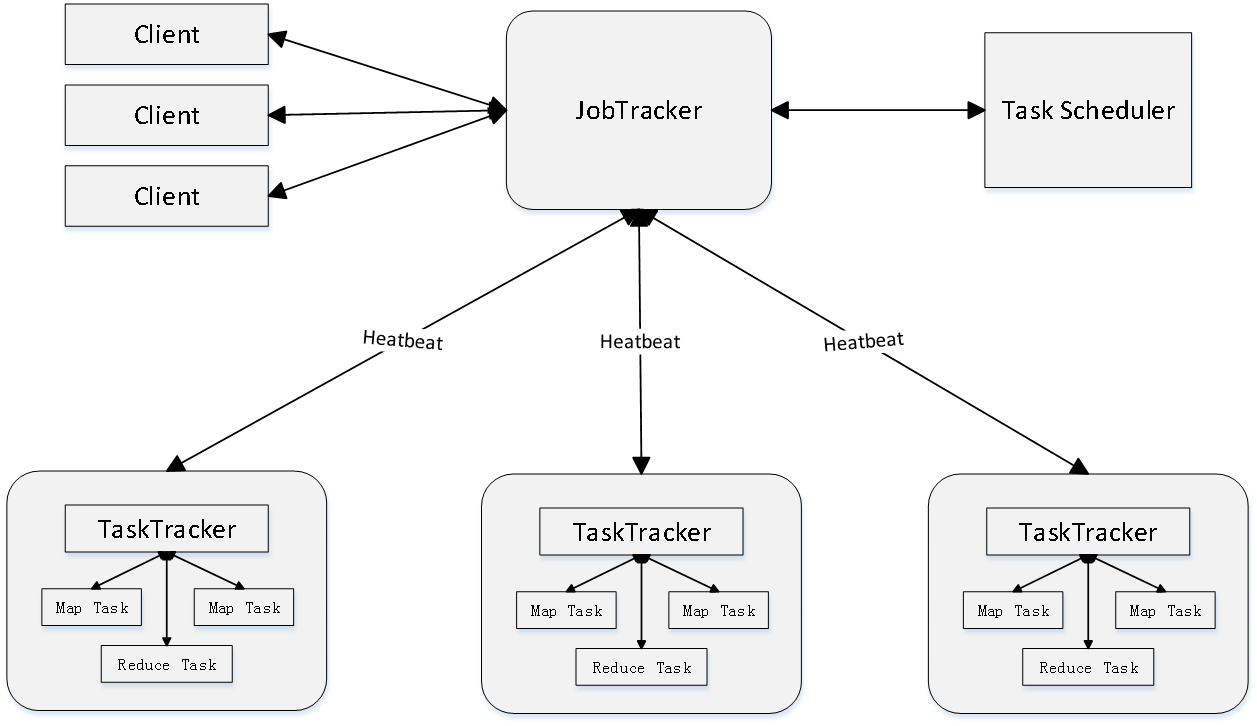 Client
Client
Client
JobTracker
Task Scheduler
Heatbeat
Heatbeat
Heatbeat
TaskTracker
Map Task
Map Task
Reduce Task
TaskTracker
Map Task
Map Task
Reduce Task
TaskTracker
Map Task
Map Task
Reduce Task